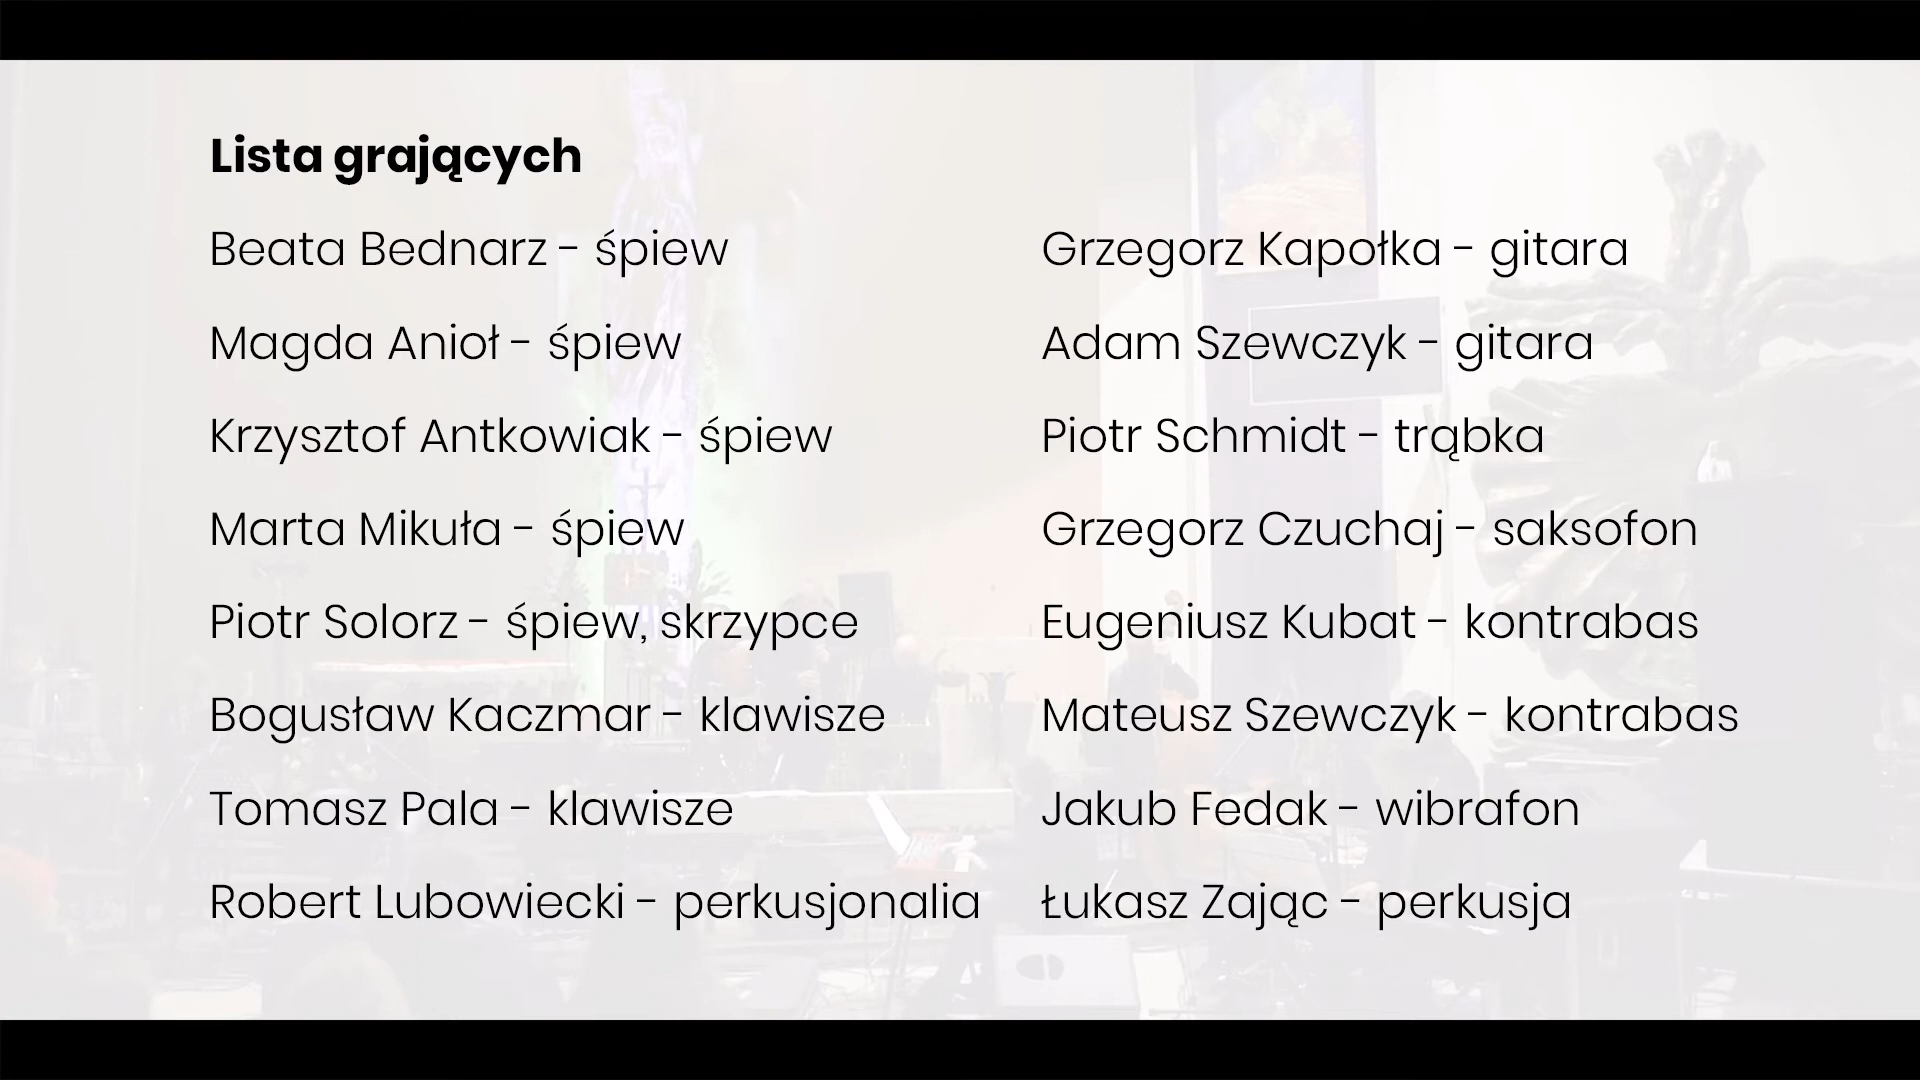 Lista grających
Beata Bednarz - śpiew
Magda Anioł - śpiew
Krzysztof Antkowiak - śpiew
Marta Mikuła - śpiew
Piotr Solorz - śpiew, skrzypce
Bogusław Kaczmar - klawisze
Tomasz Pala - klawisze
Robert Lubowiecki - perkusjonalia
Grzegorz Kapołka - gitara
Adam Szewczyk - gitara
Piotr Schmidt - trąbka
Grzegorz Czuchaj - saksofon
Eugeniusz Kubat - kontrabas
Mateusz Szewczyk - kontrabas
Jakub Fedak - wibrafon
Łukasz Zając - perkusja